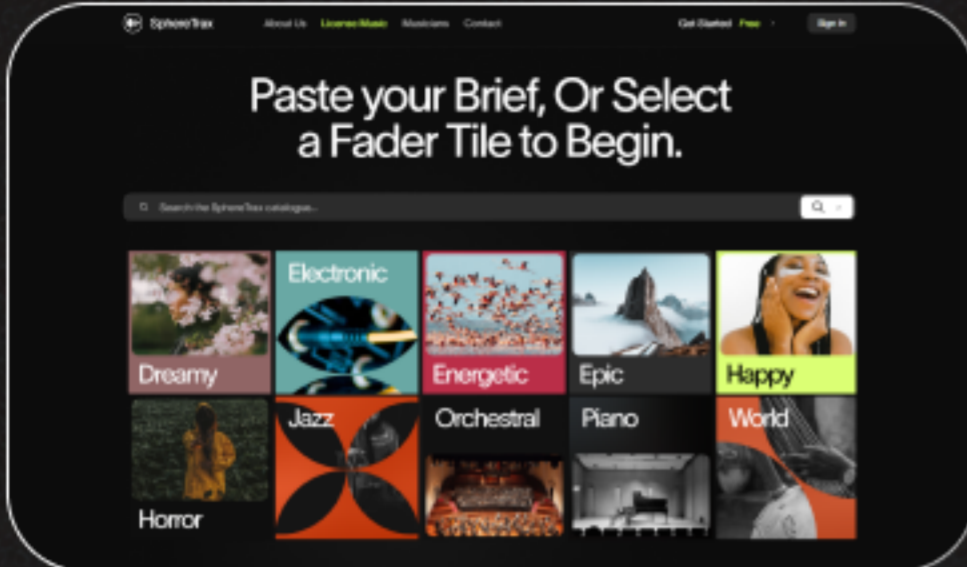 SphereTrax
About Us License Music Musicians Contact
Get Started Free
Sign In
Paste your Brief, Or Select
a Fader Tile to Begin.
Search the SphereTrax catalogue...
Dreamy
Electronic
Energetic
Epic
Happy
Horror
Jazz
Orchestral
Piano
World